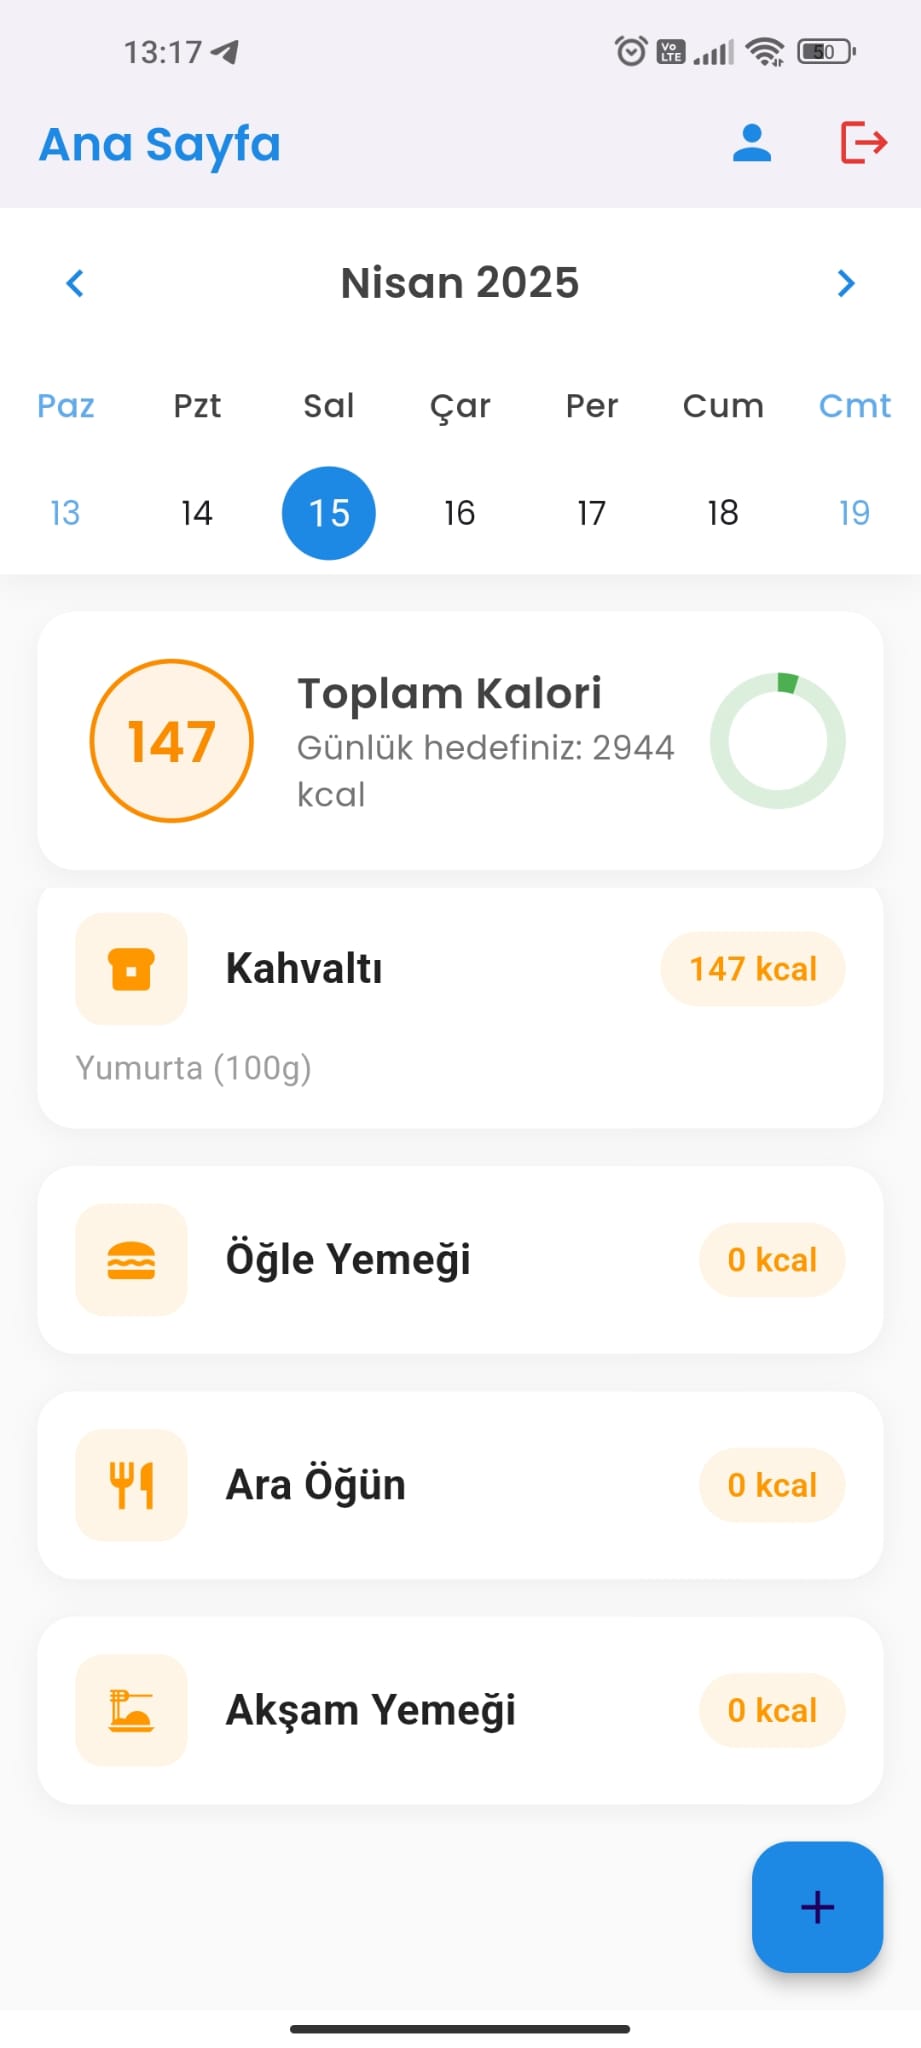 13:17
Vo LTE
50
Ana Sayfa
Nisan 2025
Paz Pzt Sal Çar Per Cum Cmt
13 14 15 16 17 18 19
147
Toplam Kalori
Günlük hedefiniz: 2944
kcal
Kahvaltı
147 kcal
Yumurta (100g)
Öğle Yemeği
0 kcal
Ara Öğün
0 kcal
Akşam Yemeği
0 kcal